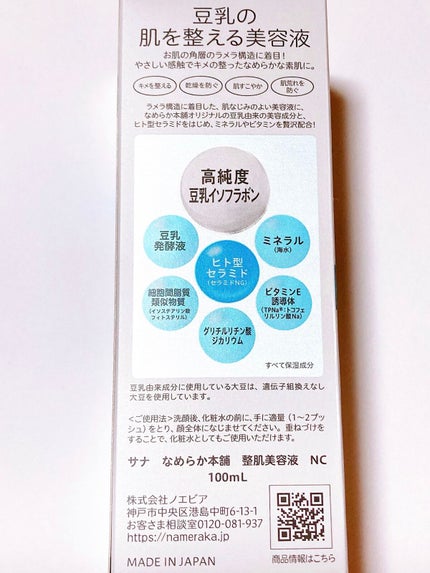 豆乳の
肌を整える美容液
お肌の角層のラメラ構造に着目！
やさしい感触でキメの整ったなめらかな素肌に。
キメを整える
乾燥を防ぐ
肌すこやか
肌荒れを
防ぐ
ラメラ構造に着目した、肌なじみのよい美容液に、
なめらか本舗オリジナルの豆乳由来の美容成分と、
ヒト型セラミドをはじめ、ミネラルやビタミンを贅沢配合！
高純度
豆乳イソフラボン
豆乳
発酵液
ミネラル
(海水)
ヒト型
セラミド
(セラミドNG)
細胞間脂質
類似物質
(イソステアリン酸
フィトステリル)
ビタミンE
誘導体
(TPNa®:トコフェ
リルリン酸Na)
グリチルリチン酸
ジカリウム
すべて保湿成分
豆乳由来成分に使用している大豆は、遺伝子組換えなし
大豆を使用しています。
<ご使用法>洗顔後、化粧水の前に、手に適量（1〜2プッ
シュ）をとり、顔全体になじませてください。重ねづけを
することで、化粧水としてもご使用いただけます。
サナ　なめらか本舗　整肌美容液　NC
100mL
株式会社ノエビア
神戸市中央区港島中町6-13-1
お客さま相談室0120-081-937
https://nameraka.jp
MADE IN JAPAN
商品情報はこちら